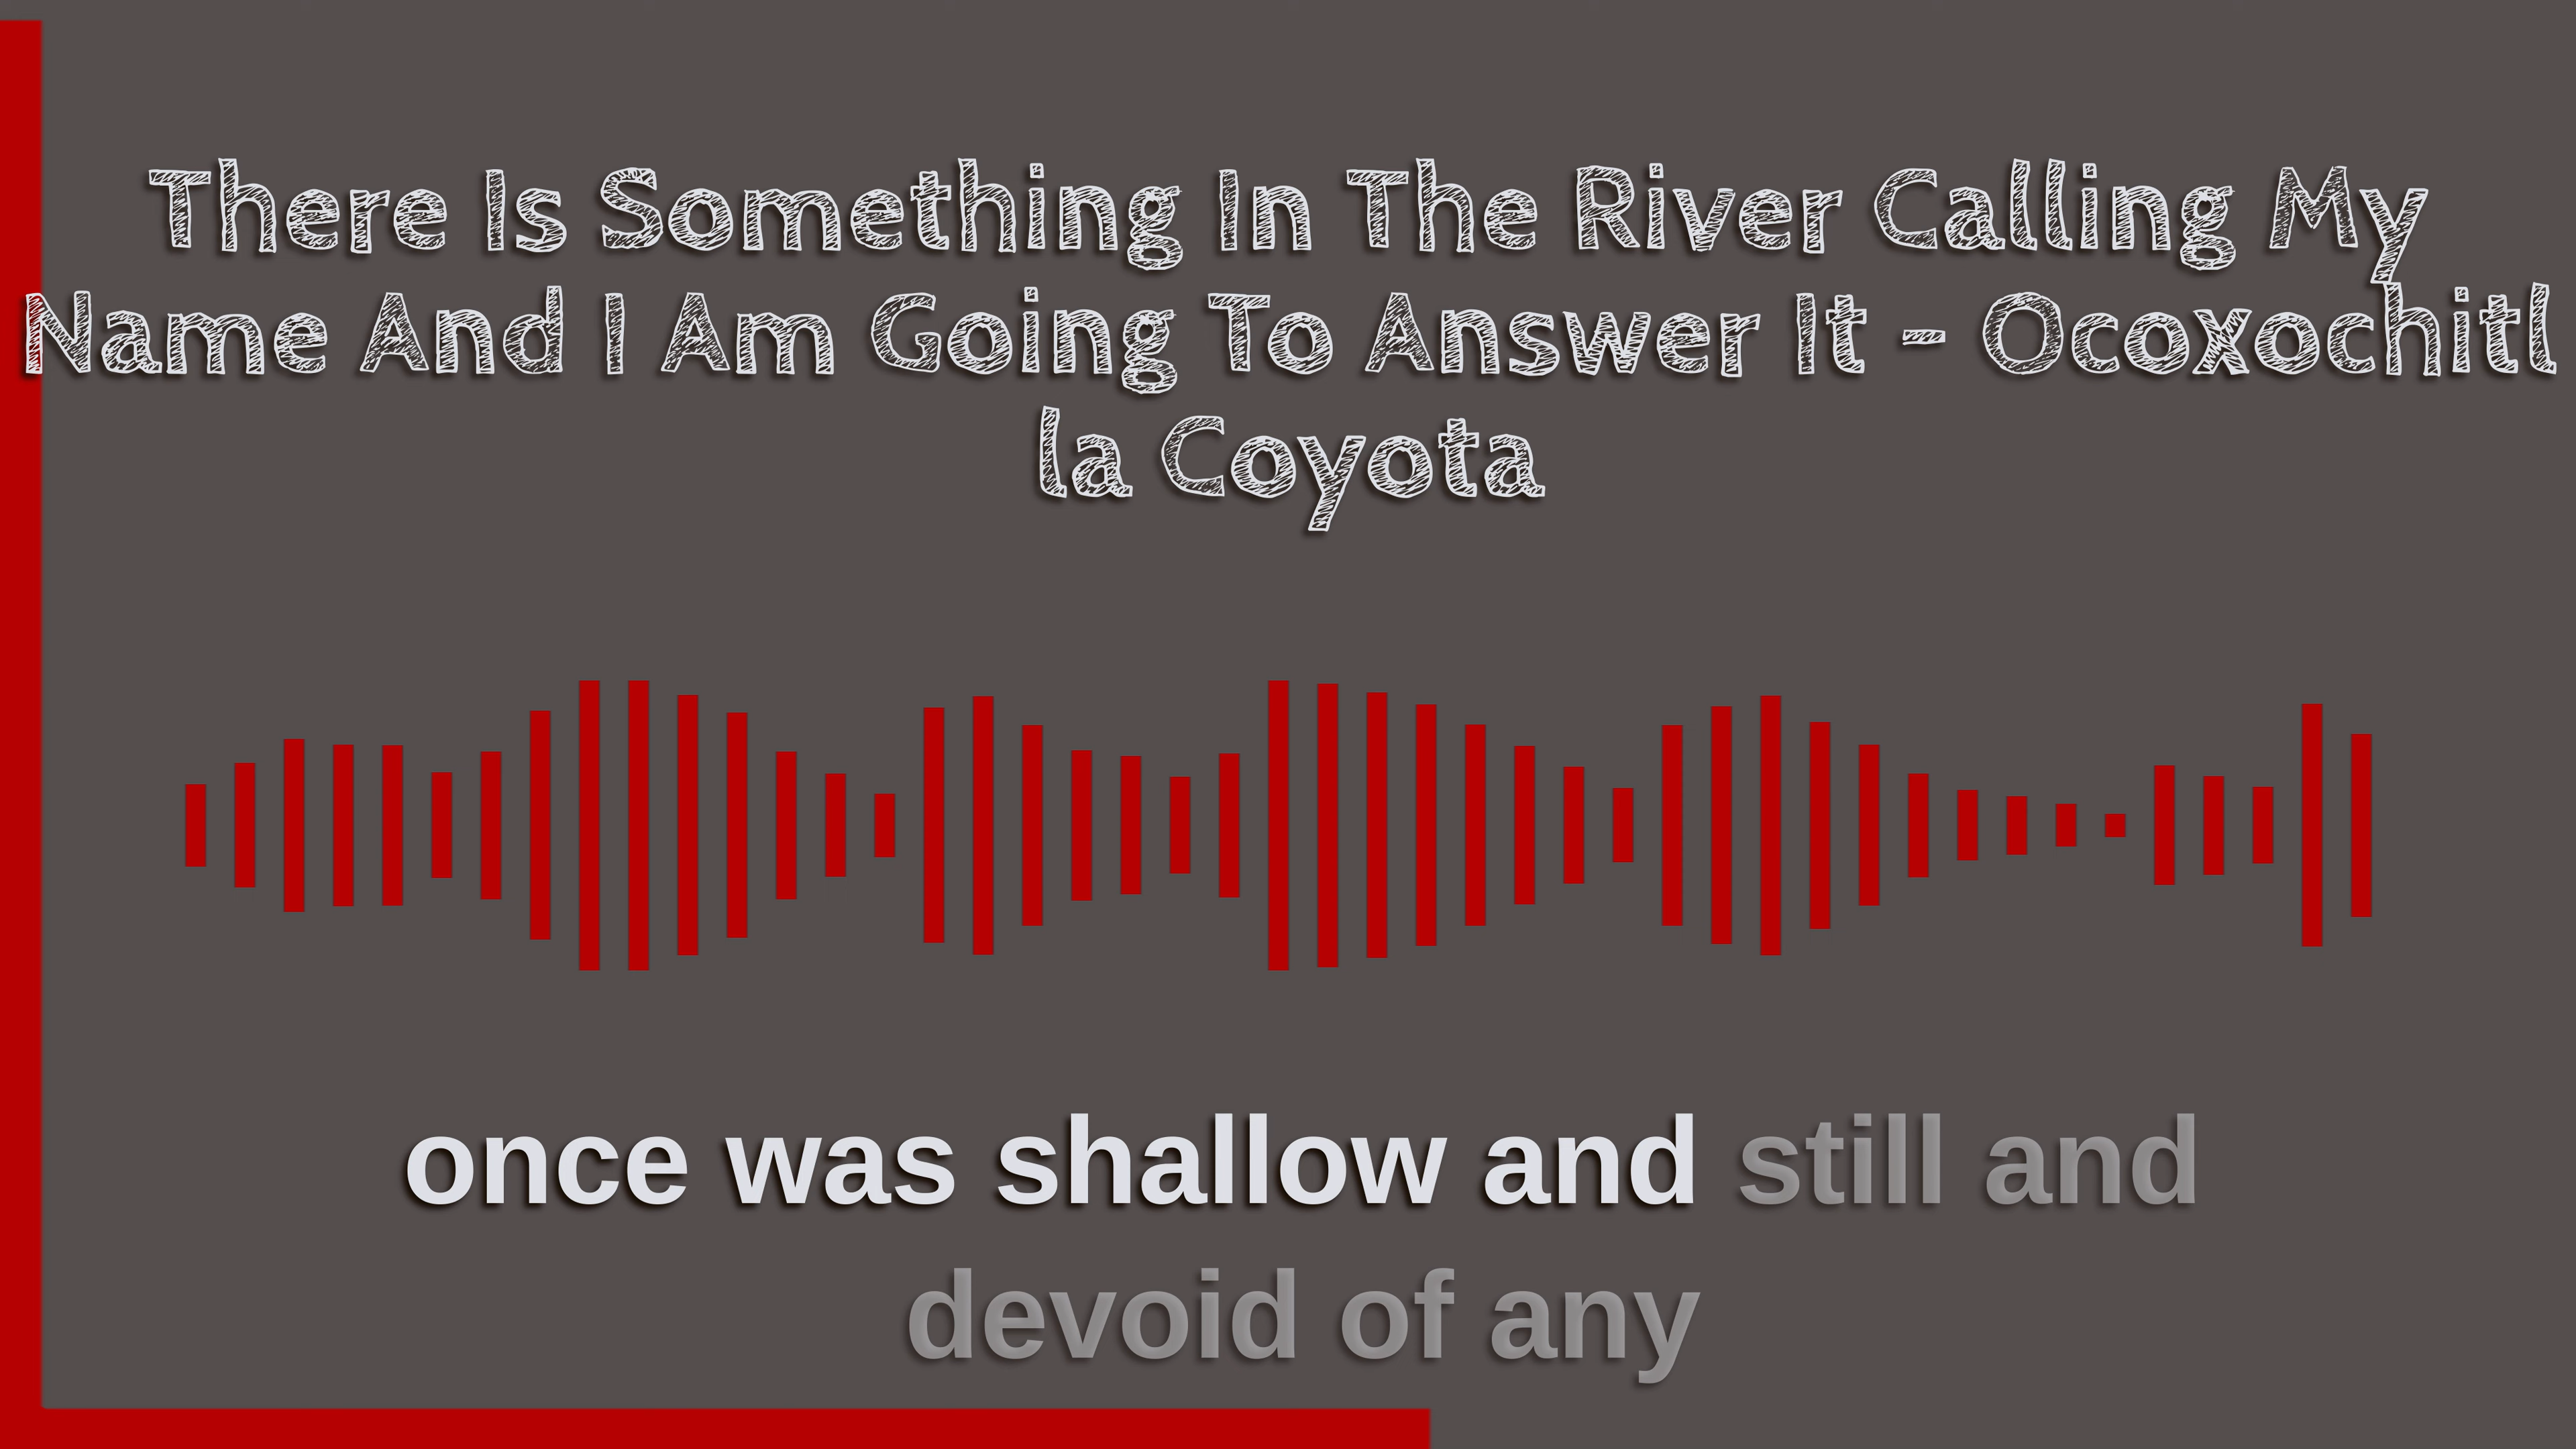 There Is Something In The River Calling My
Name And I Am Going To Answer It - Ocoxochitl
la Coyota
once was shallow and still and
devoid of any